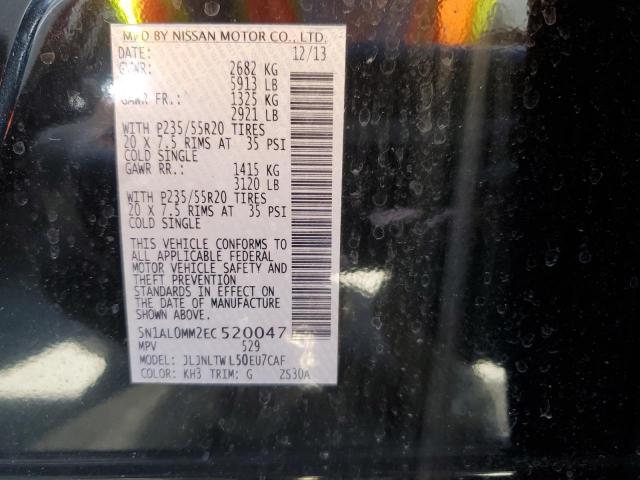 MFD BY NISSAN MOTOR CO., LTD.
DATE: 12/13
GVWR: 2682 KG
5913 LB
GAWR FR.: 1325 KG
2921 LB
WITH P235/55R20 TIRES
20 X 7.5 RIMS AT 35 PSI
COLD SINGLE
GAWR RR.: 1415 KG
3120 LB
WITH P235/55R20 TIRES
20 X 7.5 RIMS AT 35 PSI
COLD SINGLE
THIS VEHICLE CONFORMS TO
ALL APPLICABLE FEDERAL
MOTOR VEHICLE SAFETY AND
THEFT PREVENTION
STANDARDS IN EFFECT ON
THE DATE OF MANUFACTURE
SHOWN ABOVE.
5N1AL0MM2EC520047
MPV 529
MODEL: JLJNLTWL50EU7CAF
COLOR: KH3 TRIM: G ZS30A